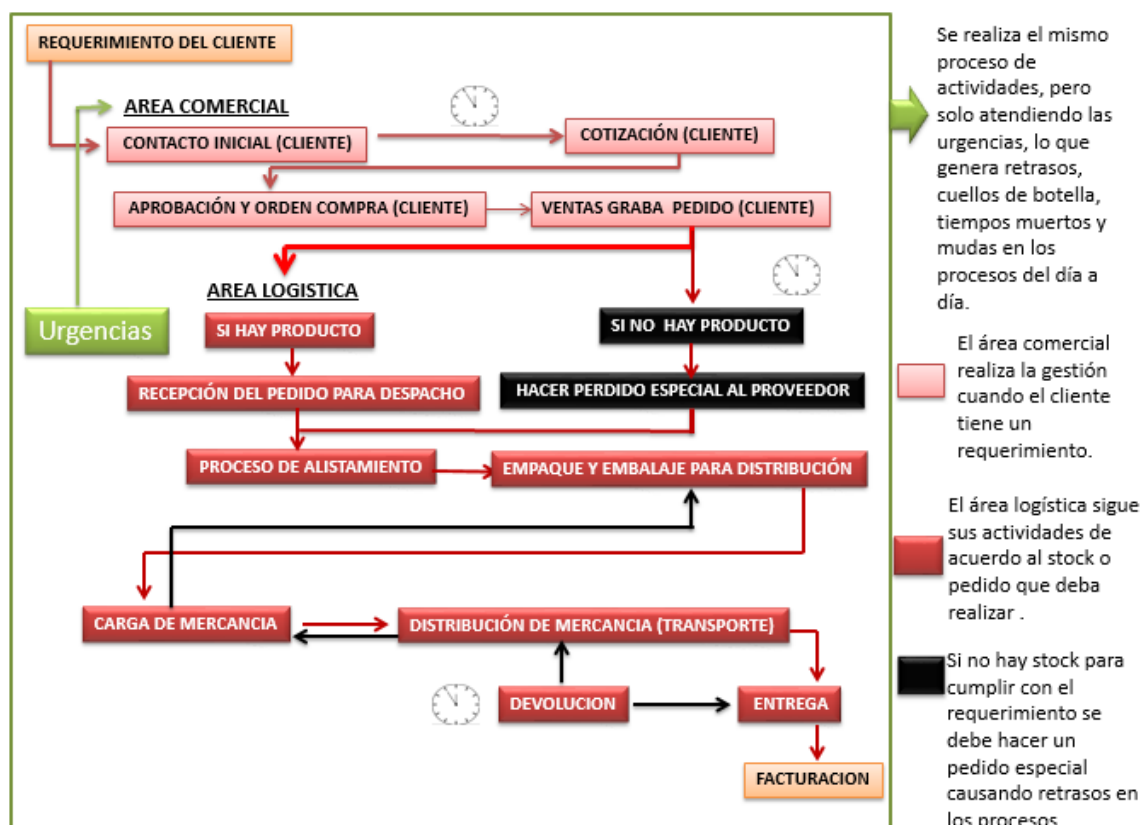 REQUERIMIENTO DEL CLIENTE
AREA COMERCIAL
CONTACTO INICIAL (CLIENTE)
COTIZACIÓN (CLIENTE)
APROBACIÓN Y ORDEN COMPRA (CLIENTE)
VENTAS GRABA PEDIDO (CLIENTE)
AREA LOGISTICA
Urgencias
SI HAY PRODUCTO
SI NO HAY PRODUCTO
RECEPCIÓN DEL PEDIDO PARA DESPACHO
HACER PERDIDO ESPECIAL AL PROVEEDOR
PROCESO DE ALISTAMIENTO
EMPAQUE Y EMBALAJE PARA DISTRIBUCIÓN
CARGA DE MERCANCIA
DISTRIBUCIÓN DE MERCANCIA (TRANSPORTE)
DEVOLUCION
ENTREGA
FACTURACION
Se realiza el mismo
proceso de
actividades, pero
solo atendiendo las
urgencias, lo que
genera retrasos,
cuellos de botella,
tiempos muertos y
mudas en los
procesos del día a
día.
El área comercial
realiza la gestión
cuando el cliente
tiene un
requerimiento.
El área logística sigue
sus actividades de
acuerdo al stock o
pedido que deba
realizar .
Si no hay stock para
cumplir con el
requerimiento se
debe hacer un
pedido especial
causando retrasos en
los procesos